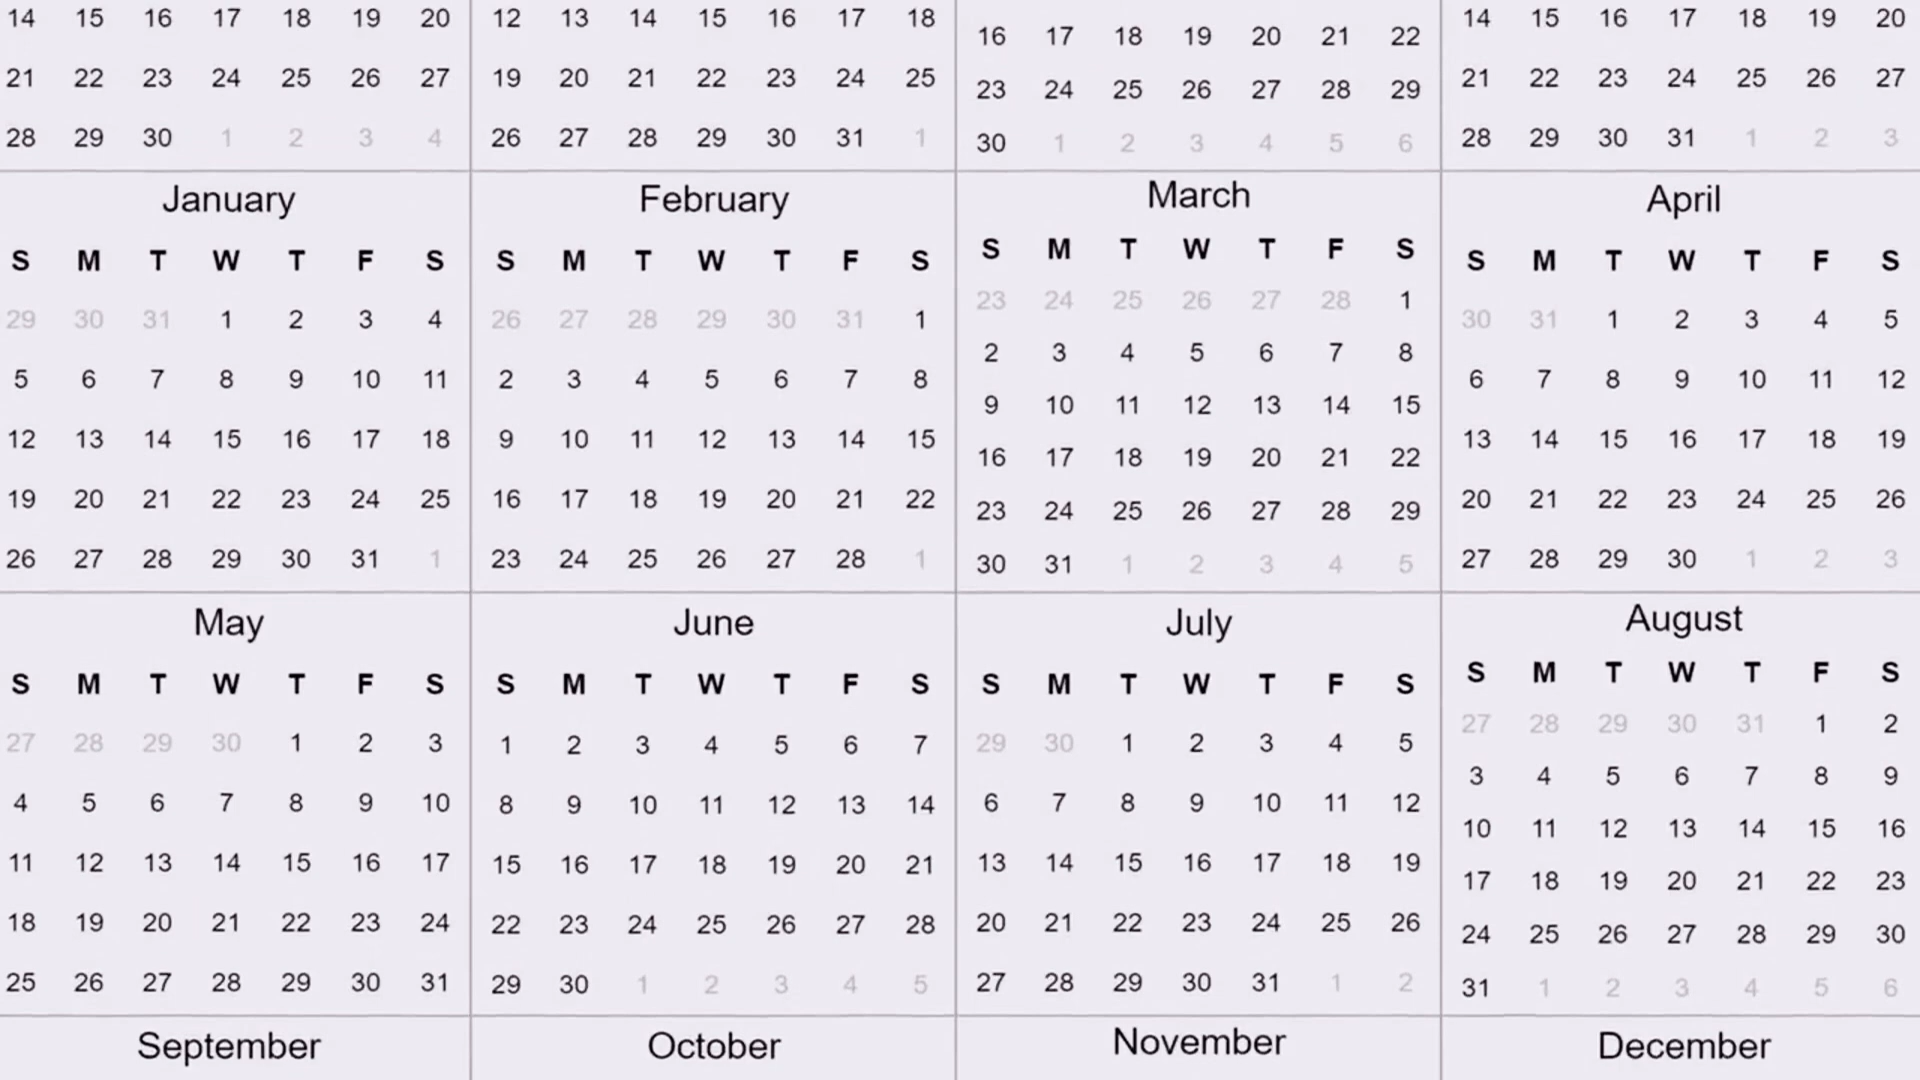 14 15 16 17 18 19 20
21 22 23 24 25 26 27
28 29 30 1 2 3 4
12 13 14 15 16 17 18
19 20 21 22 23 24 25
26 27 28 29 30 31 1
16 17 18 19 20 21 22
23 24 25 26 27 28 29
30 1 2 3 4 5 6
14 15 16 17 18 19 20
21 22 23 24 25 26 27
28 29 30 31 1 2 3
January
S M T W T F S
29 30 31 1 2 3 4
5 6 7 8 9 10 11
12 13 14 15 16 17 18
19 20 21 22 23 24 25
26 27 28 29 30 31 1
February
S M T W T F S
26 27 28 29 30 31 1
2 3 4 5 6 7 8
9 10 11 12 13 14 15
16 17 18 19 20 21 22
23 24 25 26 27 28 1
March
S M T W T F S
23 24 25 26 27 28 1
2 3 4 5 6 7 8
9 10 11 12 13 14 15
16 17 18 19 20 21 22
23 24 25 26 27 28 29
30 31 1 2 3 4 5
April
S M T W T F S
30 31 1 2 3 4 5
6 7 8 9 10 11 12
13 14 15 16 17 18 19
20 21 22 23 24 25 26
27 28 29 30 1 2 3
May
S M T W T F S
27 28 29 30 1 2 3
4 5 6 7 8 9 10
11 12 13 14 15 16 17
18 19 20 21 22 23 24
25 26 27 28 29 30 31
June
S M T W T F S
1 2 3 4 5 6 7
8 9 10 11 12 13 14
15 16 17 18 19 20 21
22 23 24 25 26 27 28
29 30 1 2 3 4 5
July
S M T W T F S
29 30 1 2 3 4 5
6 7 8 9 10 11 12
13 14 15 16 17 18 19
20 21 22 23 24 25 26
27 28 29 30 31 1 2
August
S M T W T F S
27 28 29 30 31 1 2
3 4 5 6 7 8 9
10 11 12 13 14 15 16
17 18 19 20 21 22 23
24 25 26 27 28 29 30
31 1 2 3 4 5 6
September
October
November
December